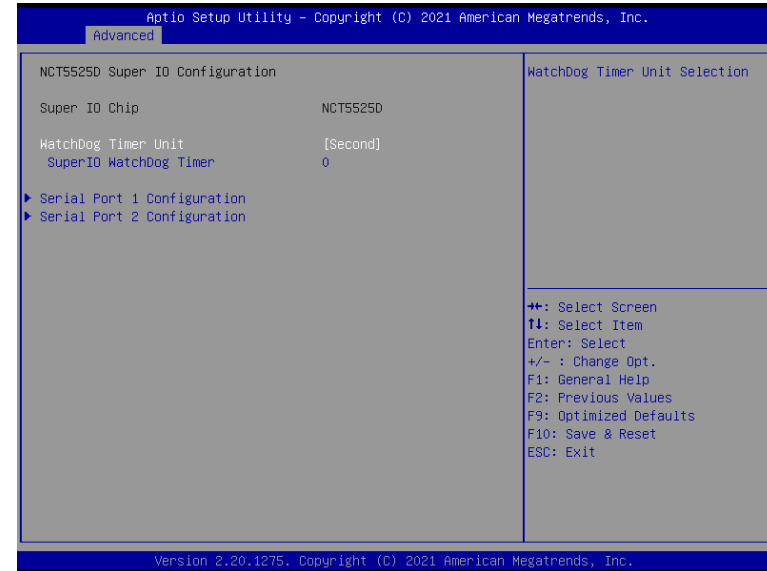 Aptio Setup Utility – Copyright (C) 2021 American Megatrends, Inc.
Advanced
NCT5525D Super IO Configuration
Super IO Chip NCT5525D
WatchDog Timer Unit [Second]
SuperIO WatchDog Timer 0
Serial Port 1 Configuration
Serial Port 2 Configuration
WatchDog Timer Unit Selection
→←: Select Screen
↑↓: Select Item
Enter: Select
+/- : Change Opt.
F1: General Help
F2: Previous Values
F9: Optimized Defaults
F10: Save & Reset
ESC: Exit
Version 2.20.1275. Copyright (C) 2021 American Megatrends, Inc.